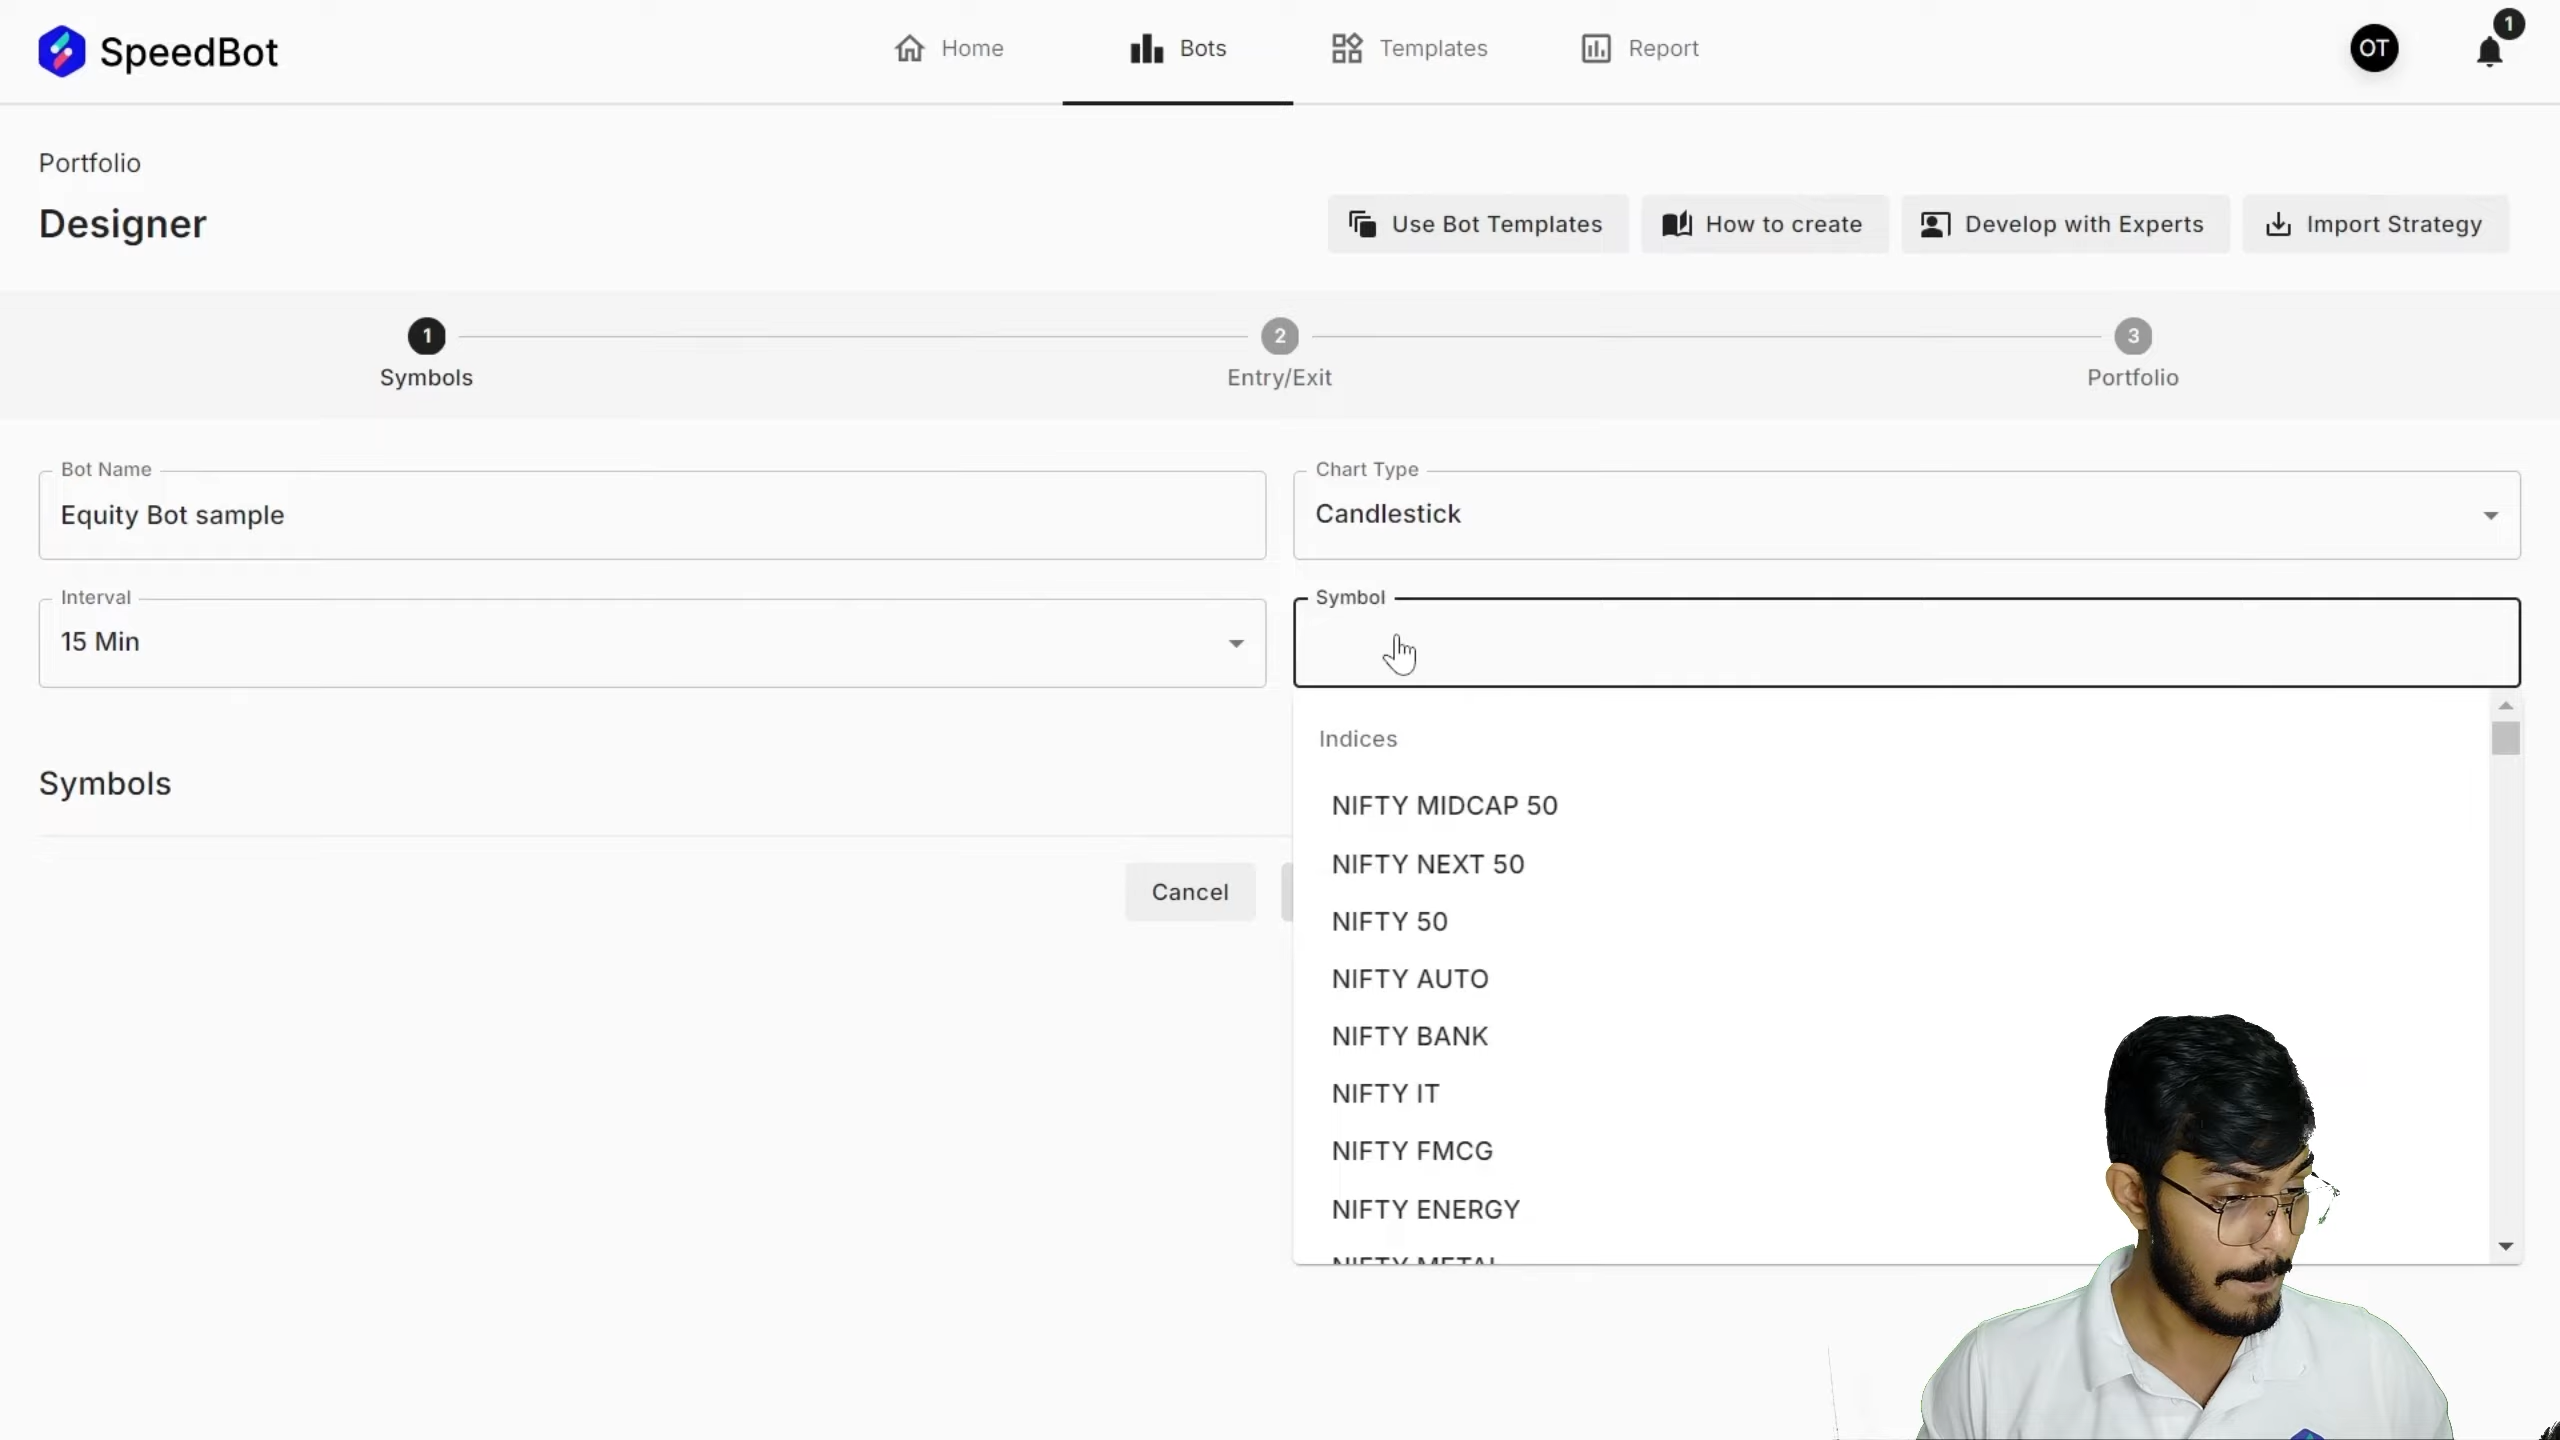 SpeedBot
Home
Bots
Templates
Report
OT
1
Portfolio
Designer
Use Bot Templates
How to create
Develop with Experts
Import Strategy
1
2
3
Symbols
Entry/Exit
Portfolio
Bot Name
Equity Bot sample
Chart Type
Candlestick
Interval
15 Min
Symbol
Symbols
Cancel
Indices
NIFTY MIDCAP 50
NIFTY NEXT 50
NIFTY 50
NIFTY AUTO
NIFTY BANK
NIFTY IT
NIFTY FMCG
NIFTY ENERGY
NIFTY METAL